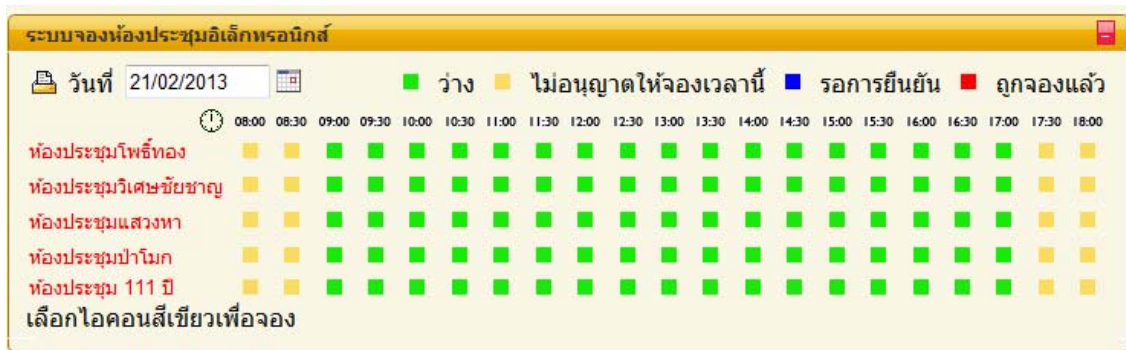 ระบบจองห้องประชุมอิเล็กทรอนิกส์
วันที่ 21/02/2013 ว่าง ไม่อนุญาตให้จองเวลานี้ รอการยืนยัน ถูกจองแล้ว
08:00 08:30 09:00 09:30 10:00 10:30 11:00 11:30 12:00 12:30 13:00 13:30 14:00 14:30 15:00 15:30 16:00 16:30 17:00 17:30 18:00
ห้องประชุมโพธิ์ทอง
ห้องประชุมวิเศษชัยชาญ
ห้องประชุมแสวงหา
ห้องประชุมป่าโมก
ห้องประชุม 111 ปี
เลือกไอคอนสีเขียวเพื่อจอง